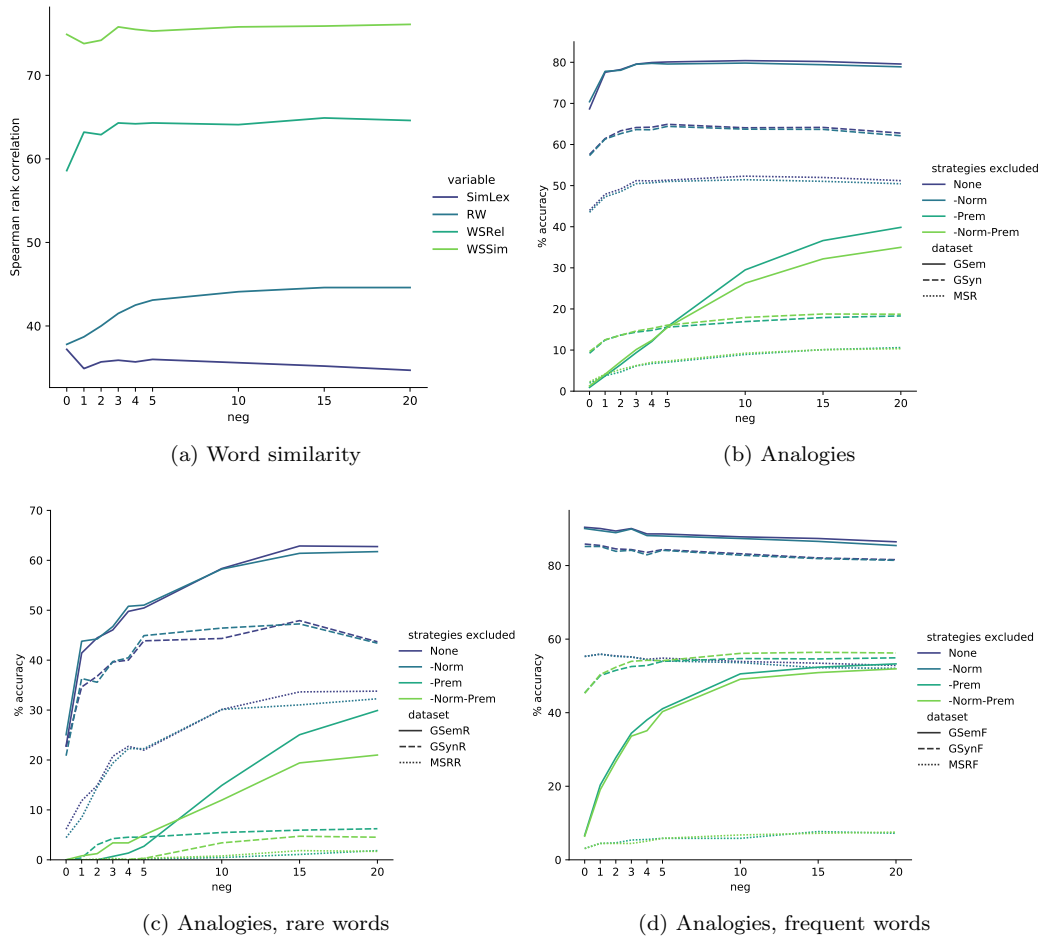 70
60
50
40
Spearman rank correlation
0 1 2 3 4 5 10 15 20
neg
variable
SimLex
RW
WSRel
WSSim
(a) Word similarity
80
70
60
50
40
30
20
10
0
% accuracy
0 1 2 3 4 5 10 15 20
neg
strategies excluded
None
-Norm
-Prem
-Norm-Prem
dataset
GSem
GSyn
MSR
(b) Analogies
70
60
50
40
30
20
10
0
% accuracy
0 1 2 3 4 5 10 15 20
neg
strategies excluded
None
-Norm
-Prem
-Norm-Prem
dataset
GSemR
GSynR
MSRR
(c) Analogies, rare words
80
60
40
20
0
% accuracy
0 1 2 3 4 5 10 15 20
neg
strategies excluded
None
-Norm
-Prem
-Norm-Prem
dataset
GSemF
GSynF
MSRF
(d) Analogies, frequent words